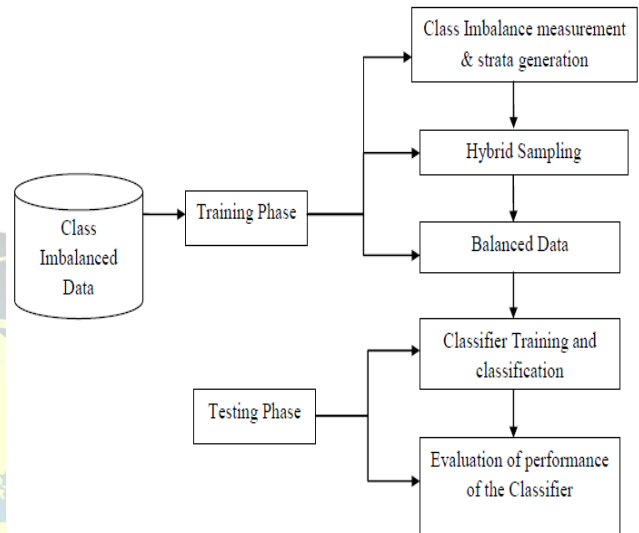 Class Imbalance measurement
& strata generation
Hybrid Sampling
Training Phase
Class
Imbalanced
Data
Balanced Data
Classifier Training and
classification
Testing Phase
Evaluation of performance
of the Classifier